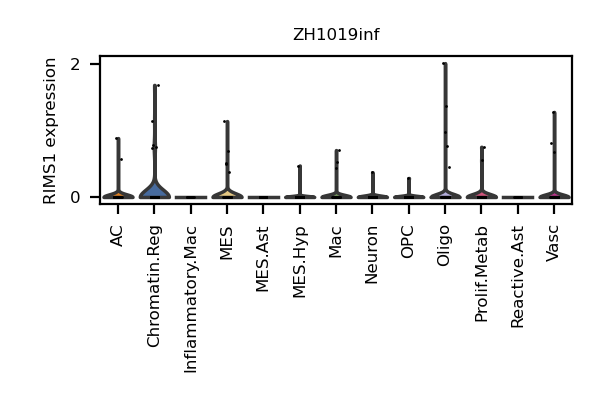 ZH1019inf
RIMS1 expression
2
0
AC
Chromatin.Reg
Inflammatory.Mac
MES
MES.Ast
MES.Hyp
Mac
Neuron
OPC
Oligo
Prolif.Metab
Reactive.Ast
Vasc